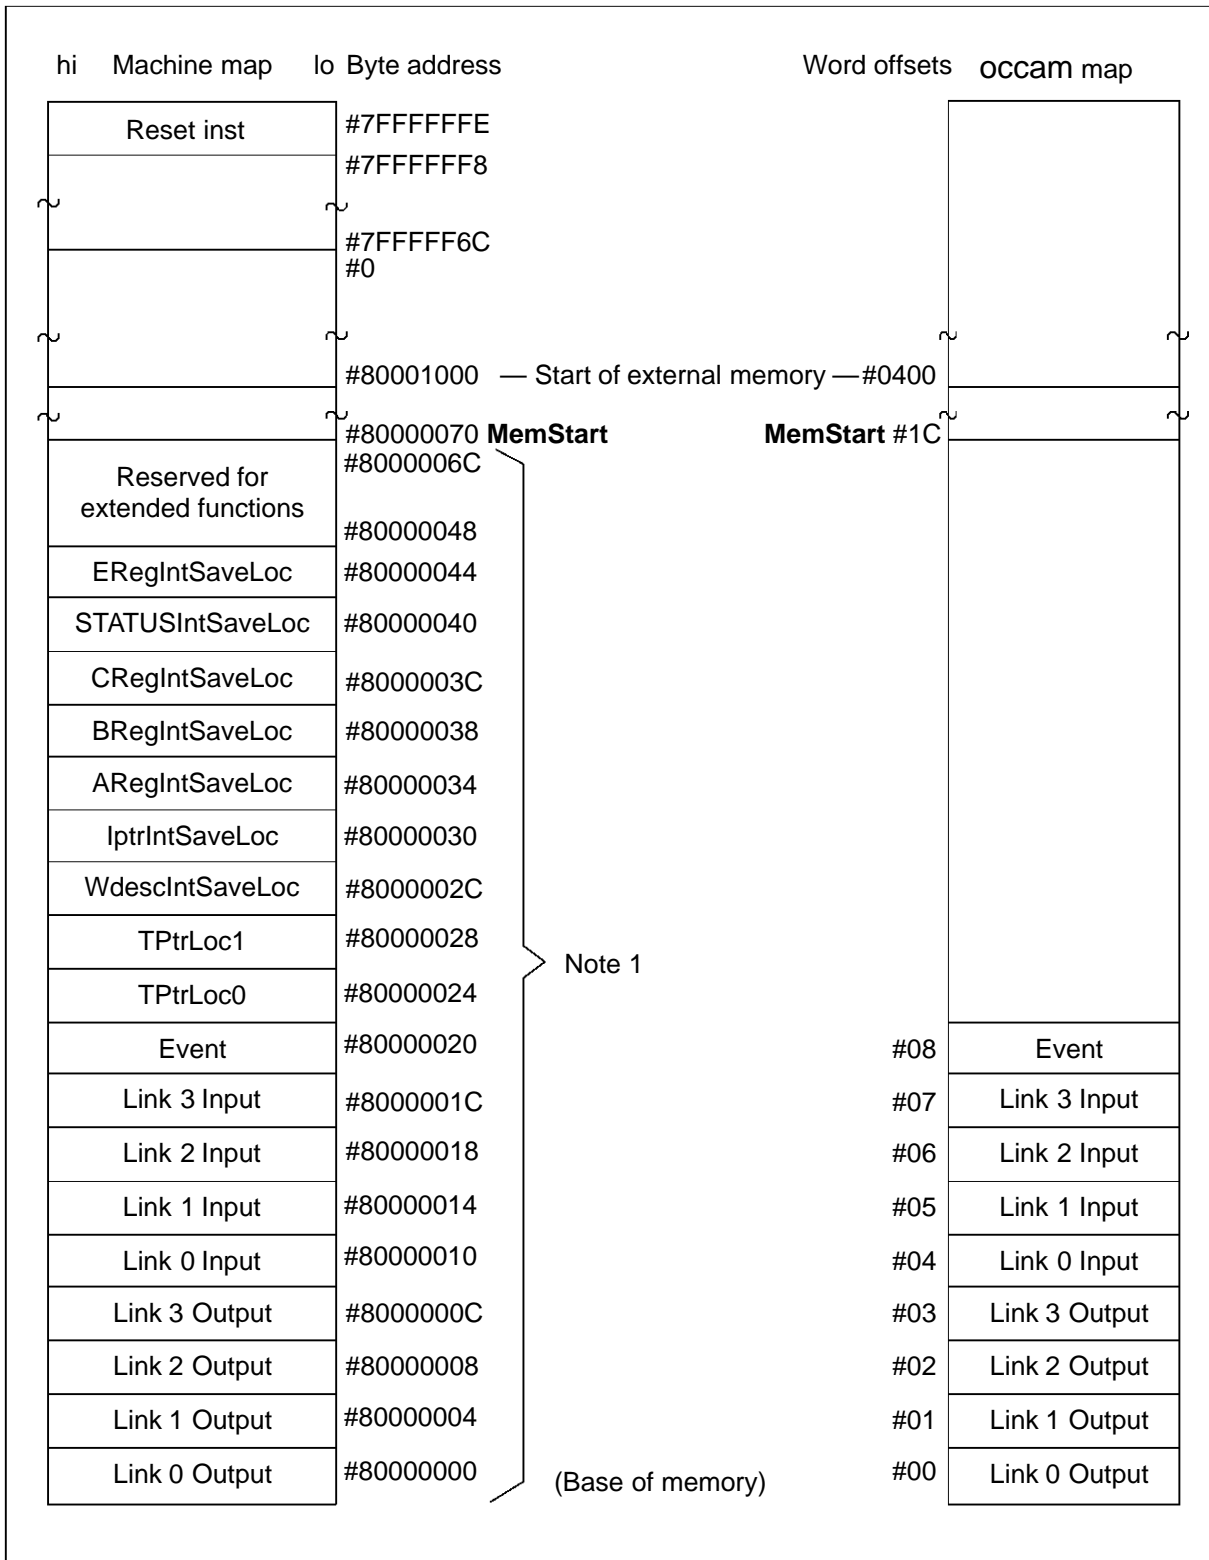 hi Machine map lo Byte address Word offsets occam map
Reset inst #7FFFFFFE
#7FFFFFF8
#7FFFFF6C
#0
#80001000 — Start of external memory — #0400
#80000070 MemStart MemStart #1C
#8000006C
Reserved for
extended functions
#80000048
ERegIntSaveLoc #80000044
STATUSIntSaveLoc #80000040
CRegIntSaveLoc #8000003C
BRegIntSaveLoc #80000038
ARegIntSaveLoc #80000034
IptrIntSaveLoc #80000030
WdescIntSaveLoc #8000002C
TPtrLoc1 #80000028
Note 1
TPtrLoc0 #80000024
Event #80000020 #08 Event
Link 3 Input #8000001C #07 Link 3 Input
Link 2 Input #80000018 #06 Link 2 Input
Link 1 Input #80000014 #05 Link 1 Input
Link 0 Input #80000010 #04 Link 0 Input
Link 3 Output #8000000C #03 Link 3 Output
Link 2 Output #80000008 #02 Link 2 Output
Link 1 Output #80000004 #01 Link 1 Output
Link 0 Output #80000000 (Base of memory) #00 Link 0 Output